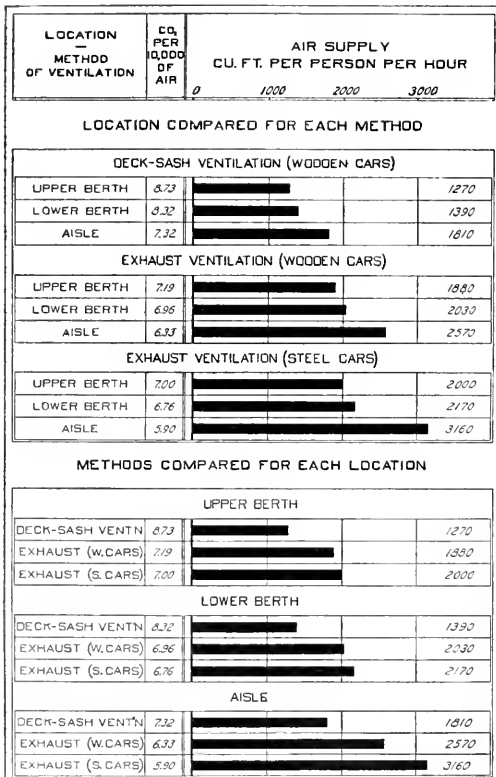 LOCATION
—
METHOD
OF VENTILATION
CO₂
PER
10,000
OF
AIR
AIR SUPPLY
CU. FT. PER PERSON PER HOUR
0 1000 2000 3000
LOCATION COMPARED FOR EACH METHOD
DECK-SASH VENTILATION (WOODEN CARS)
UPPER BERTH 8.73 1270
LOWER BERTH 8.32 1390
AISLE 7.32 1810
EXHAUST VENTILATION (WOODEN CARS)
UPPER BERTH 7.19 1880
LOWER BERTH 6.96 2030
AISLE 6.33 2570
EXHAUST VENTILATION (STEEL CARS)
UPPER BERTH 7.00 2000
LOWER BERTH 6.76 2170
AISLE 5.90 3160
METHODS COMPARED FOR EACH LOCATION
UPPER BERTH
DECK-SASH VENT'N 8.73 1270
EXHAUST (W. CARS) 7.19 1880
EXHAUST (S. CARS) 7.00 2000
LOWER BERTH
DECK-SASH VENT'N 8.32 1390
EXHAUST (W. CARS) 6.96 2030
EXHAUST (S. CARS) 6.76 2170
AISLE
DECK-SASH VENT'N 7.32 1810
EXHAUST (W. CARS) 6.33 2570
EXHAUST (S. CARS) 5.90 3160